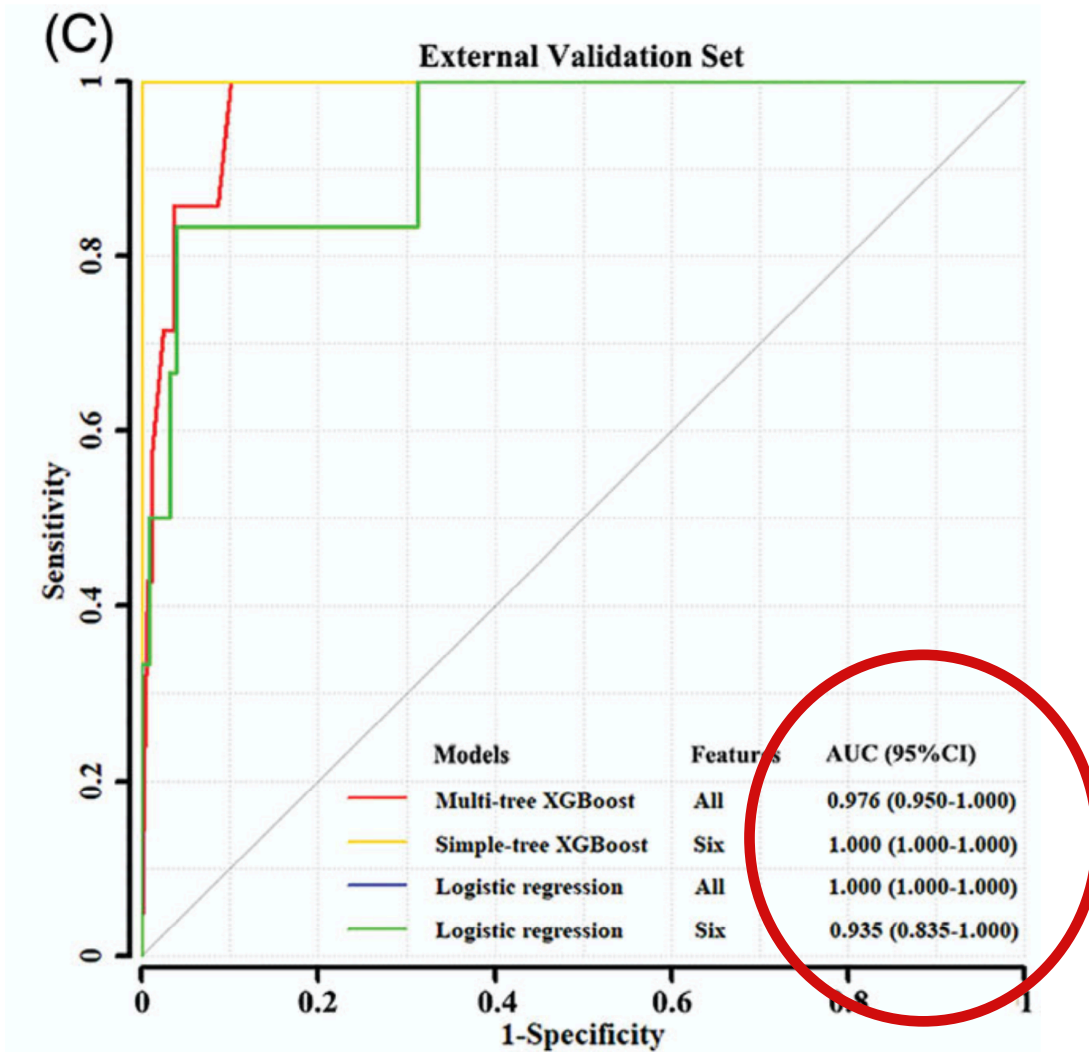 (C)
External Validation Set
1
0.8
0.6
0.4
0.2
0
Sensitivity
Models Features AUC (95%CI)
Multi-tree XGBoost All 0.976 (0.950-1.000)
Simple-tree XGBoost Six 1.000 (1.000-1.000)
Logistic regression All 1.000 (1.000-1.000)
Logistic regression Six 0.935 (0.835-1.000)
0 0.2 0.4 0.6 0.8 1
1-Specificity